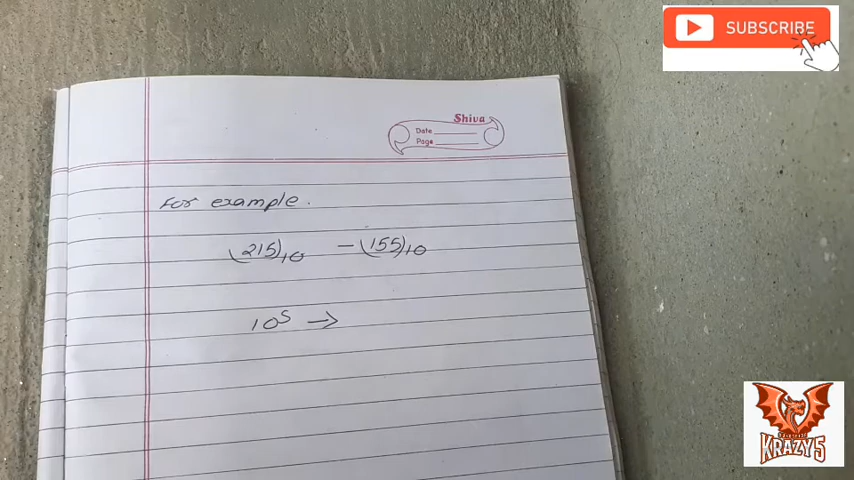 SUBSCRIBE
Shiva
Date
Page
For example.
(215)10 - (155)10
10s →
KRAZY5